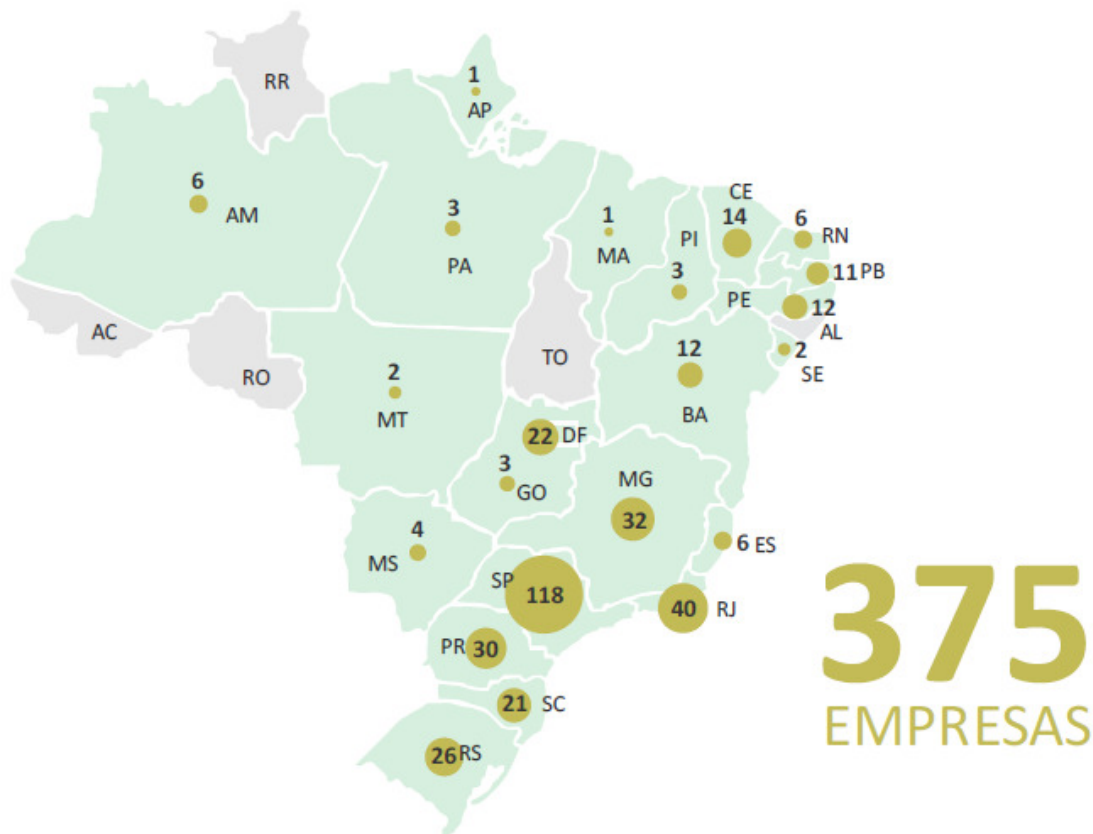 RR
1
AP
6
AM
3
PA
1
MA
PI
3
CE
14
6
RN
11 PB
PE
12
AL
2
SE
AC
RO
TO
2
MT
12
BA
22 DF
3
GO
MG
32
4
MS
6 ES
SP
118
40 RJ
PR 30
21 SC
26 RS
375
EMPRESAS